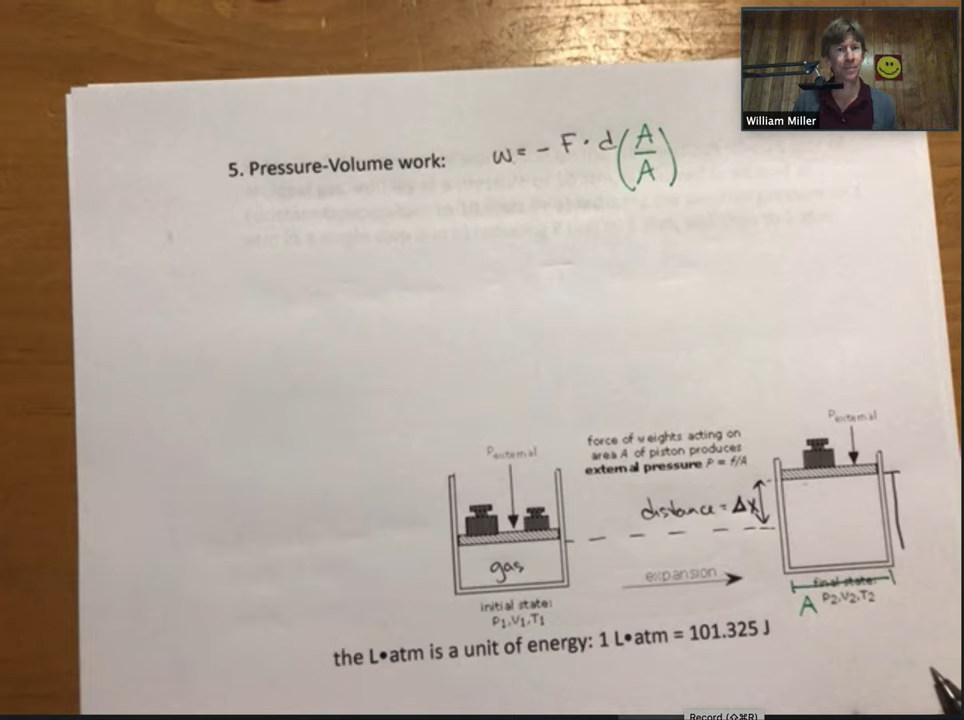 William Miller
5. Pressure-Volume work: w = - F · d (A/A)
Pexternal
Pexternal
force of weights acting on
area A of piston produces
external pressure P = f/A
distance = Δx
gas
expansion
initial state:
P1,V1,T1
final state:
A P2,V2,T2
the L•atm is a unit of energy: 1 L•atm = 101.325 J
Record (⇧⌘R)